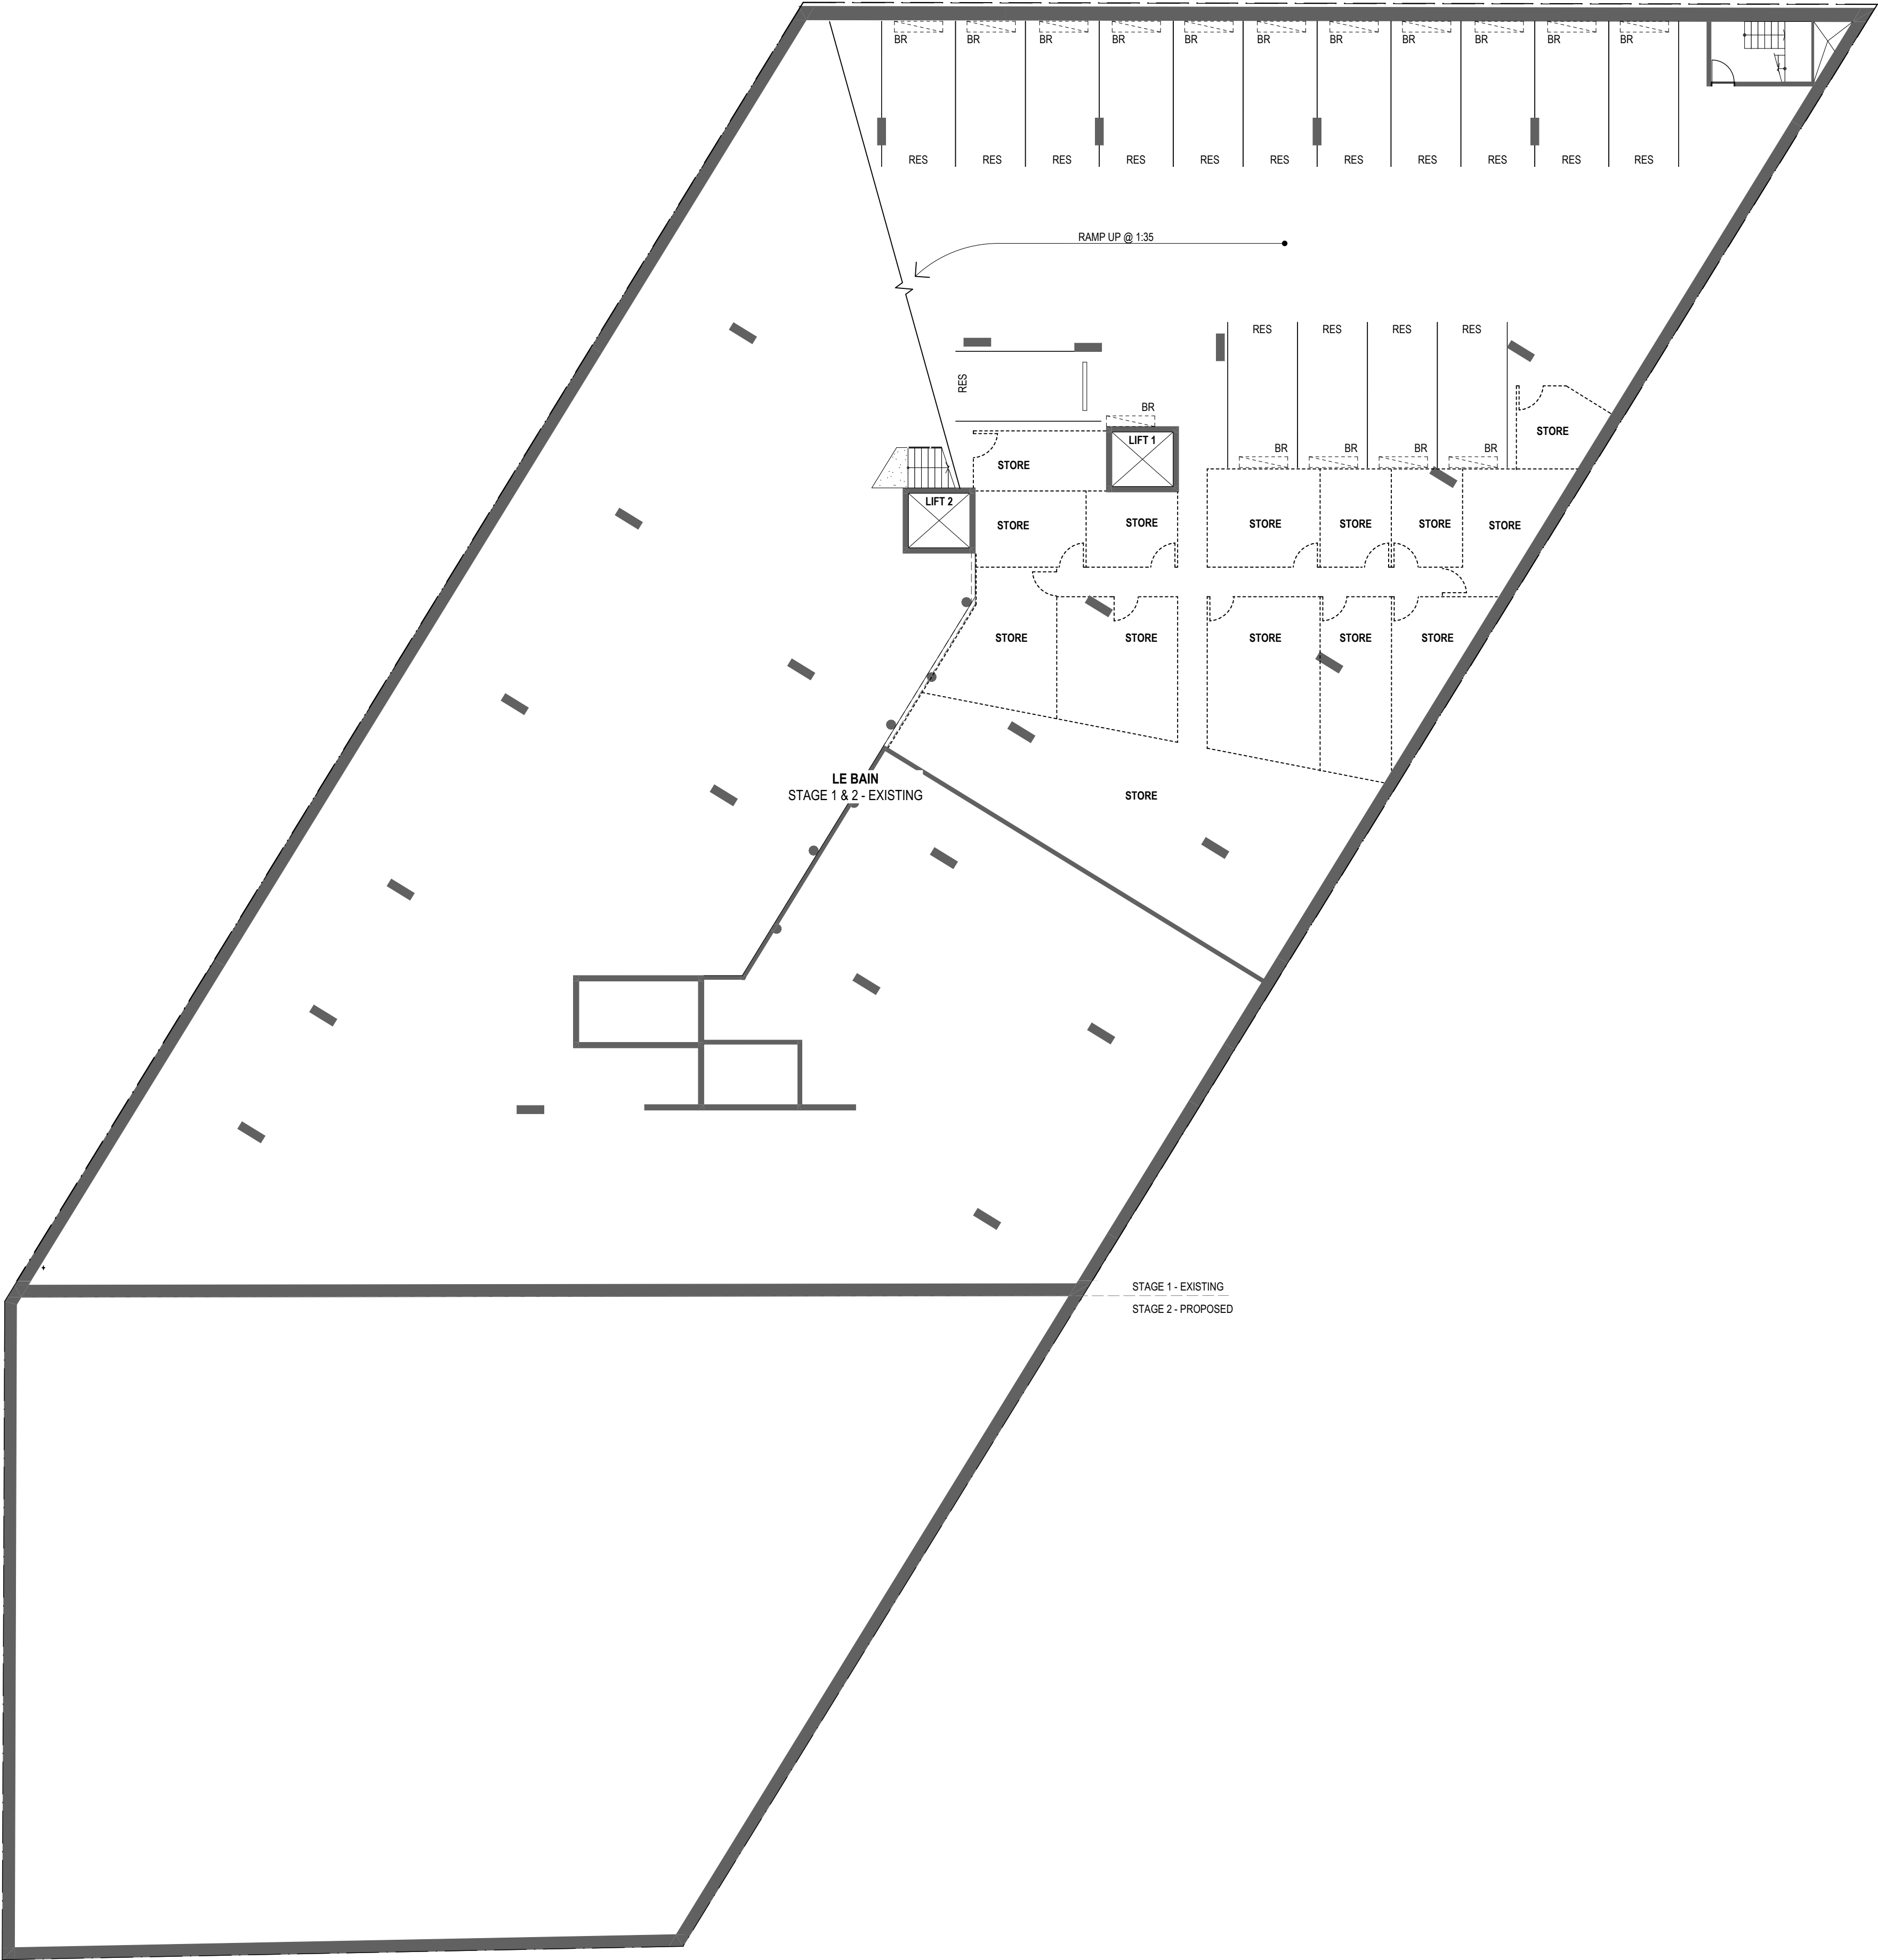 BR BR BR BR BR BR BR BR BR BR BR
RES RES RES RES RES RES RES RES RES RES RES
RAMP UP @ 1:35
RES RES RES RES
RES
BR
STORE
LIFT 1
BR BR BR BR
STORE
LIFT 2
STORE STORE STORE STORE STORE STORE
STORE STORE STORE STORE STORE
LE BAIN
STAGE 1 & 2 - EXISTING
STORE
STAGE 1 - EXISTING
STAGE 2 - PROPOSED